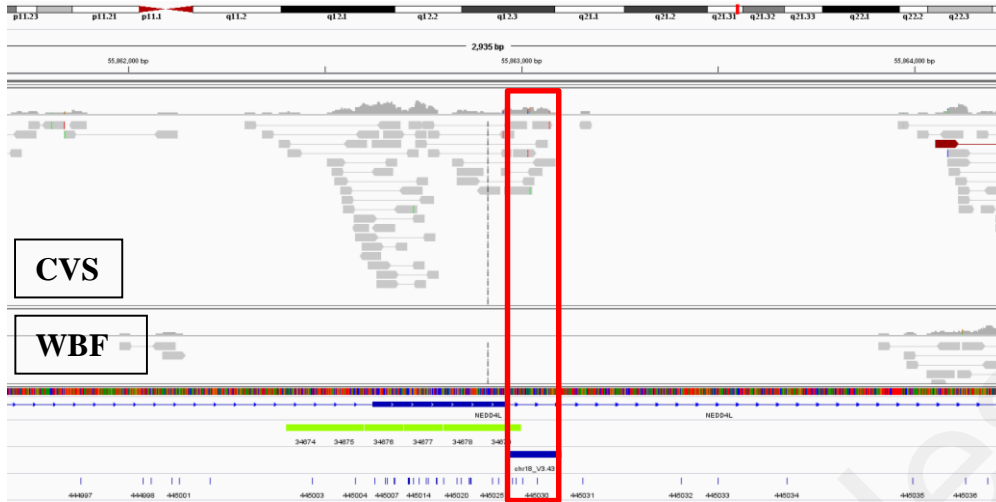 p11.23 p11.21 p11.1 q11.2 q12.1 q12.2 q12.3 q21.1 q21.2 q21.31 q21.32 q21.33 q22.1 q22.2 q22.3
2,935 bp
55,062,000 bp 55,063,000 bp 55,064,000 bp
CVS
WBF
NEDD4L NEDD4L
34674 34675 34676 34677 34678
chr18_V3.43
444997 444998 445001 445003 445004 445007 445014 445020 445025 445030 445031 445032 445033 445034 445035 445036